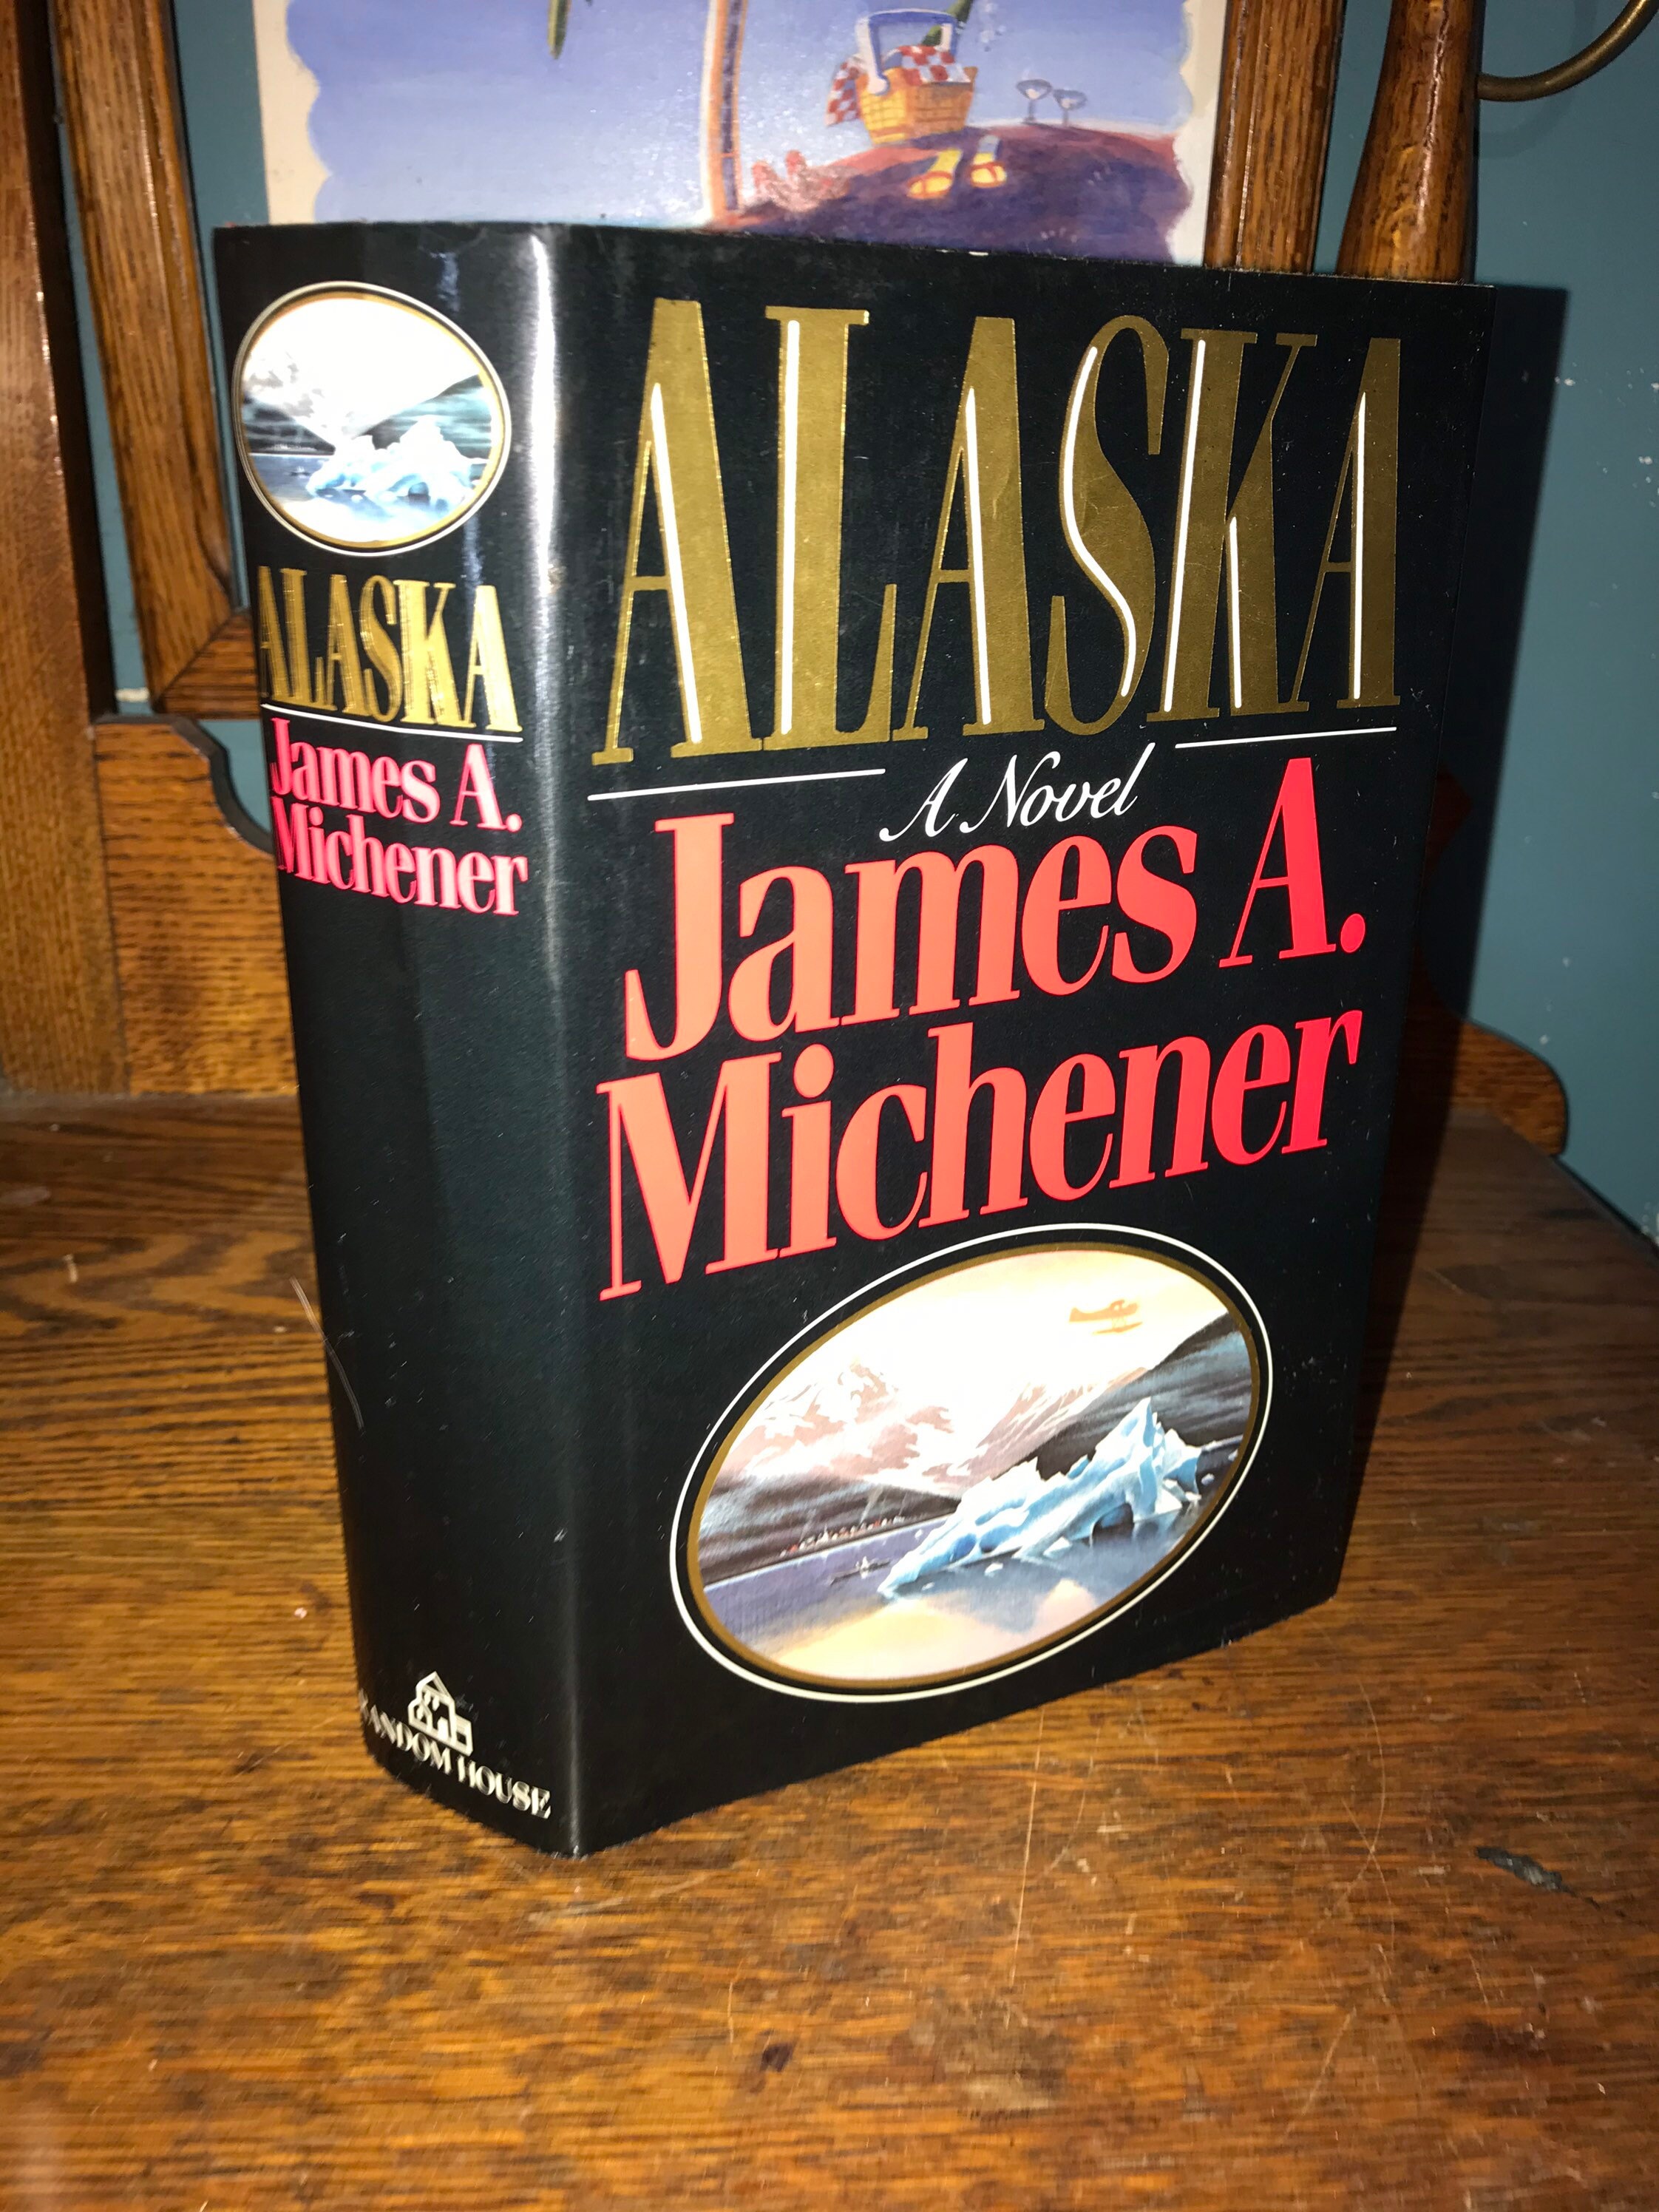 ALASKA
James A.
Michener
RANDOM HOUSE
ALASKA
A Novel
James A.
Michener